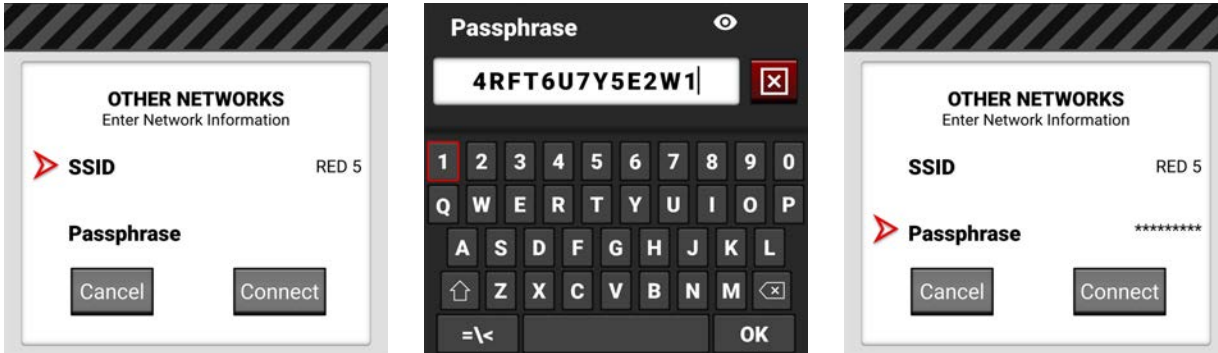 OTHER NETWORKS
Enter Network Information
SSID RED 5
Passphrase
Cancel Connect
Passphrase
4RFT6U7Y5E2W1
1 2 3 4 5 6 7 8 9 0
Q W E R T Y U I O P
A S D F G H J K L
Z X C V B N M
=\< OK
OTHER NETWORKS
Enter Network Information
SSID RED 5
Passphrase *********
Cancel Connect